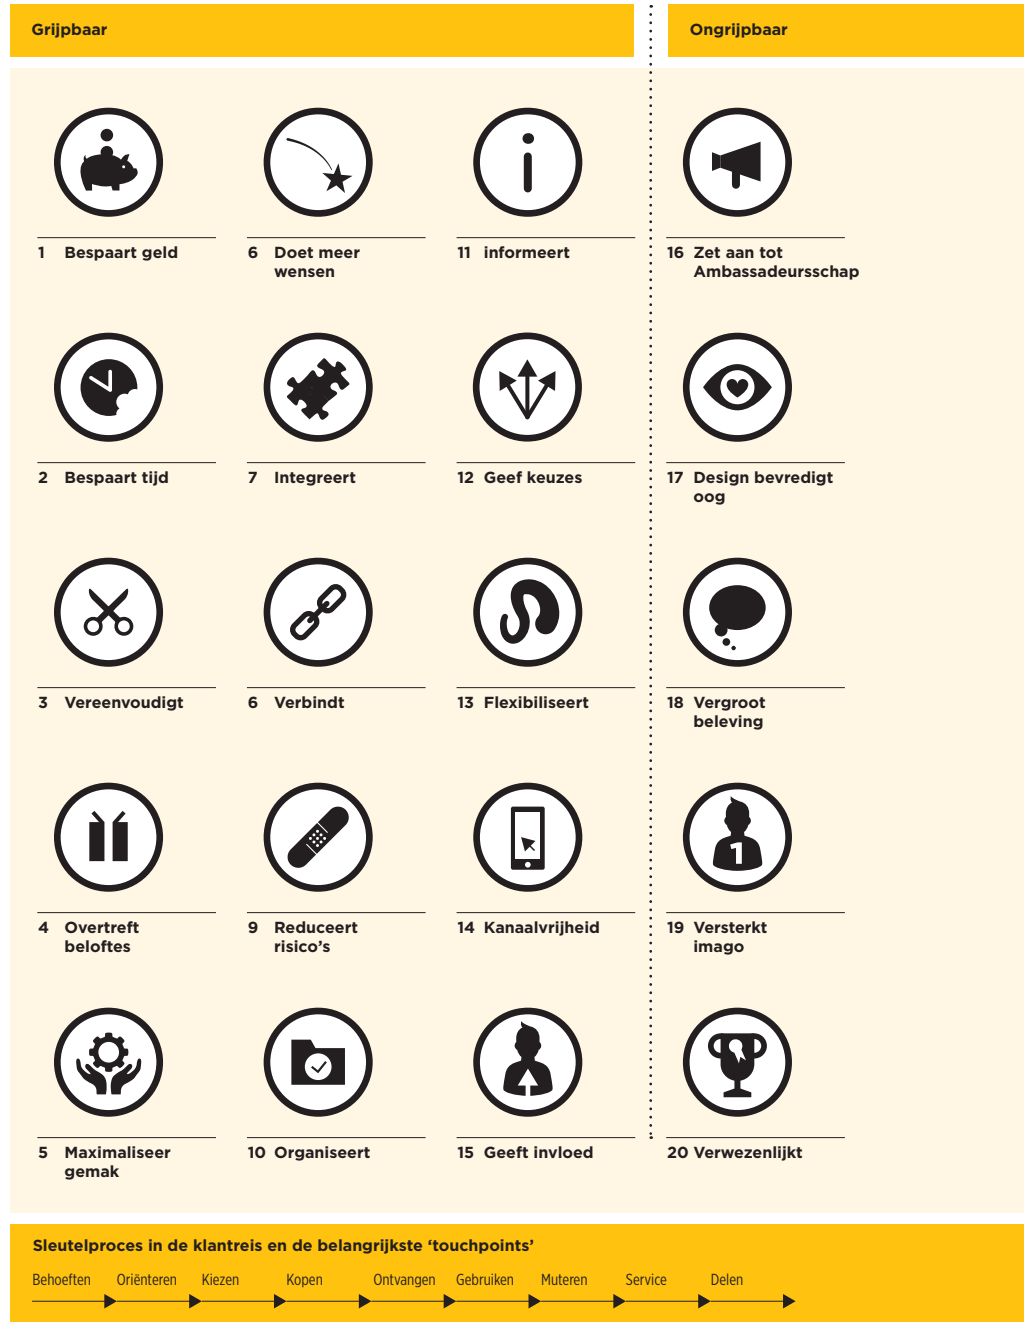 Grijpbaar
Ongrijpbaar
1 Bespaart geld
6 Doet meer
wensen
11 informeert
16 Zet aan tot
Ambassadeursschap
2 Bespaart tijd
7 Integreert
12 Geef keuzes
17 Design bevredigt
oog
3 Vereenvoudigt
6 Verbindt
13 Flexibiliseert
18 Vergroot
beleving
1
4 Overtreft
beloftes
9 Reduceert
risico’s
14 Kanaalvrijheid
19 Versterkt
imago
5 Maximaliseer
gemak
10 Organiseert
15 Geeft invloed
20 Verwezenlijkt
Sleutelproces in de klantreis en de belangrijkste ‘touchpoints’
Behoeften Oriënteren Kiezen Kopen Ontvangen Gebruiken Muteren Service Delen